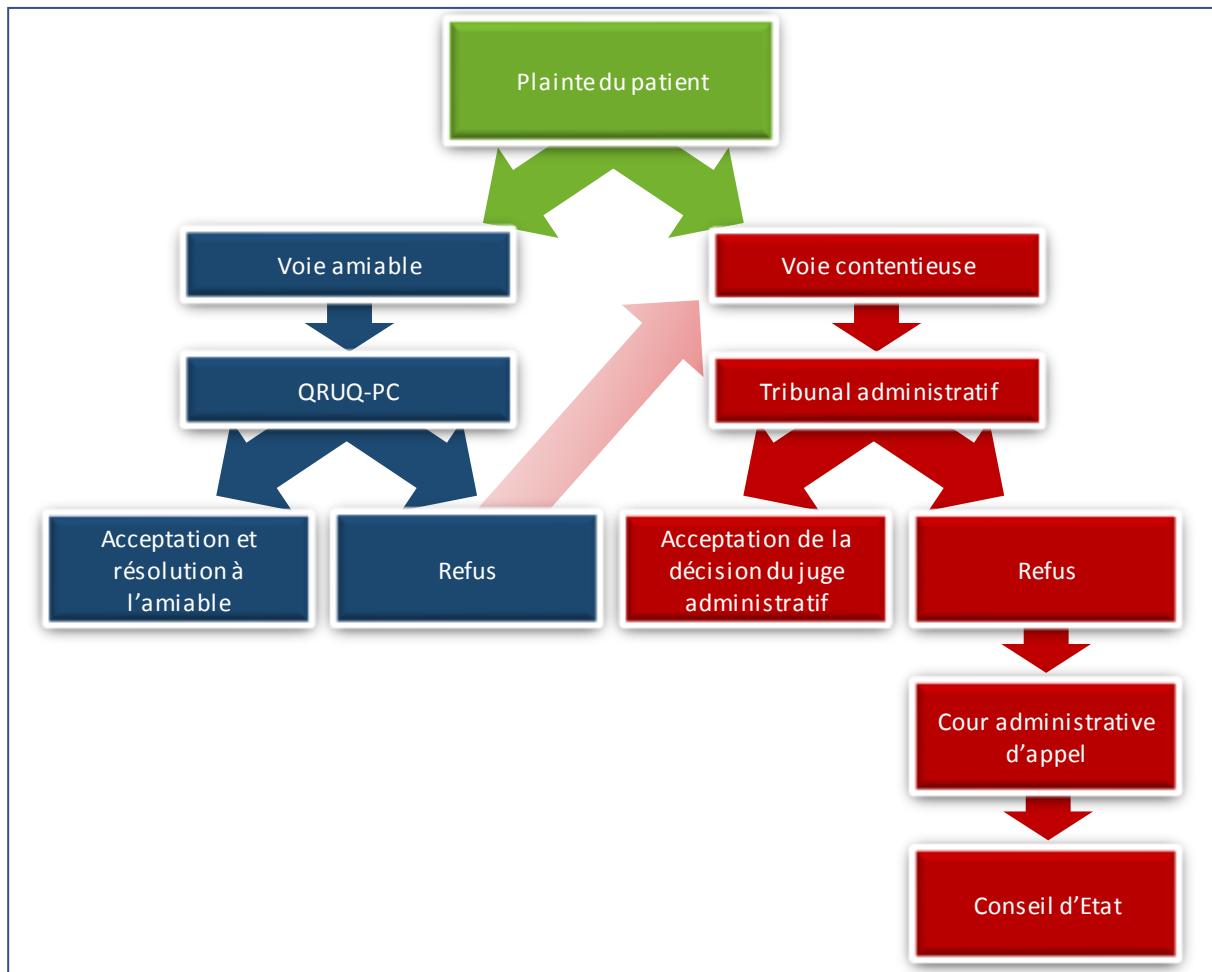 Plainte du patient
Voie amiable
Voie contentieuse
QRUQ-PC
Tribunal administratif
Acceptation et
résolution à
l’amiable
Refus
Acceptation de la
décision du juge
administratif
Refus
Cour administrative
d’appel
Conseil d’Etat